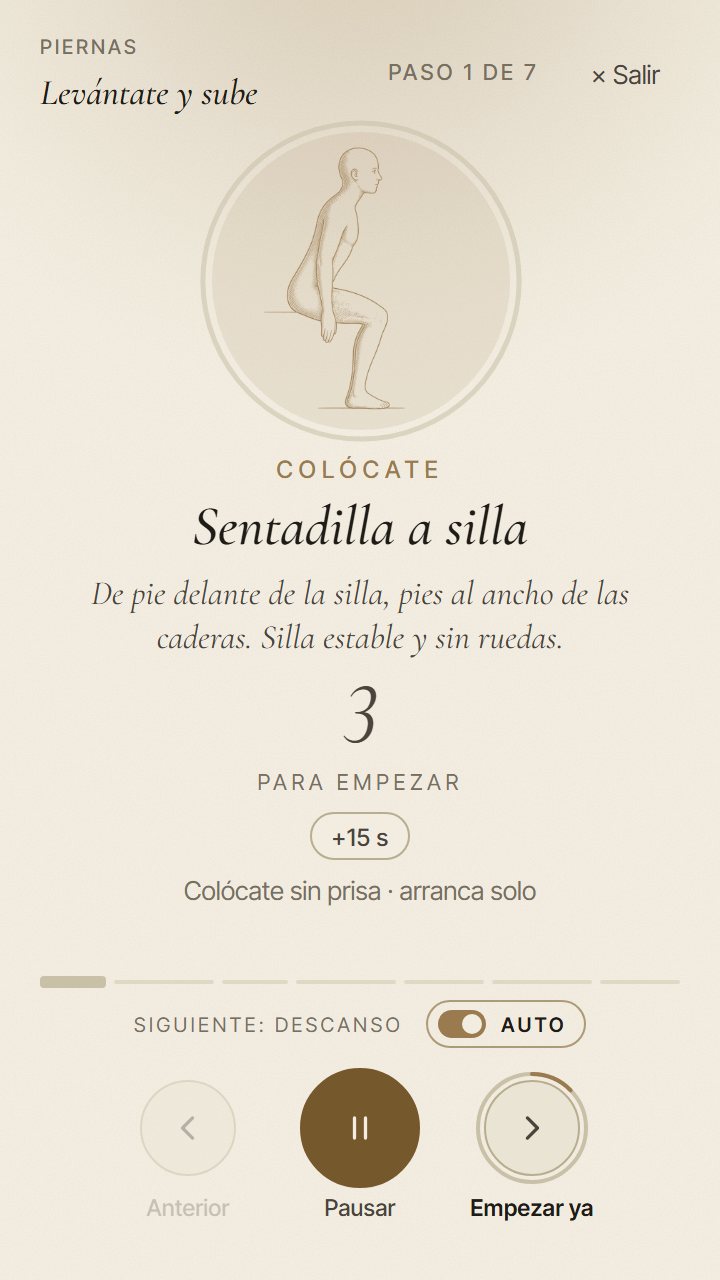 PIERNAS
Levántate y sube
PASO 1 DE 7
× Salir
COLÓCATE
Sentadilla a silla
De pie delante de la silla, pies al ancho de las
caderas. Silla estable y sin ruedas.
3
PARA EMPEZAR
+15 s
Colócate sin prisa · arranca solo
SIGUIENTE: DESCANSO
AUTO
Anterior
Pausar
Empezar ya